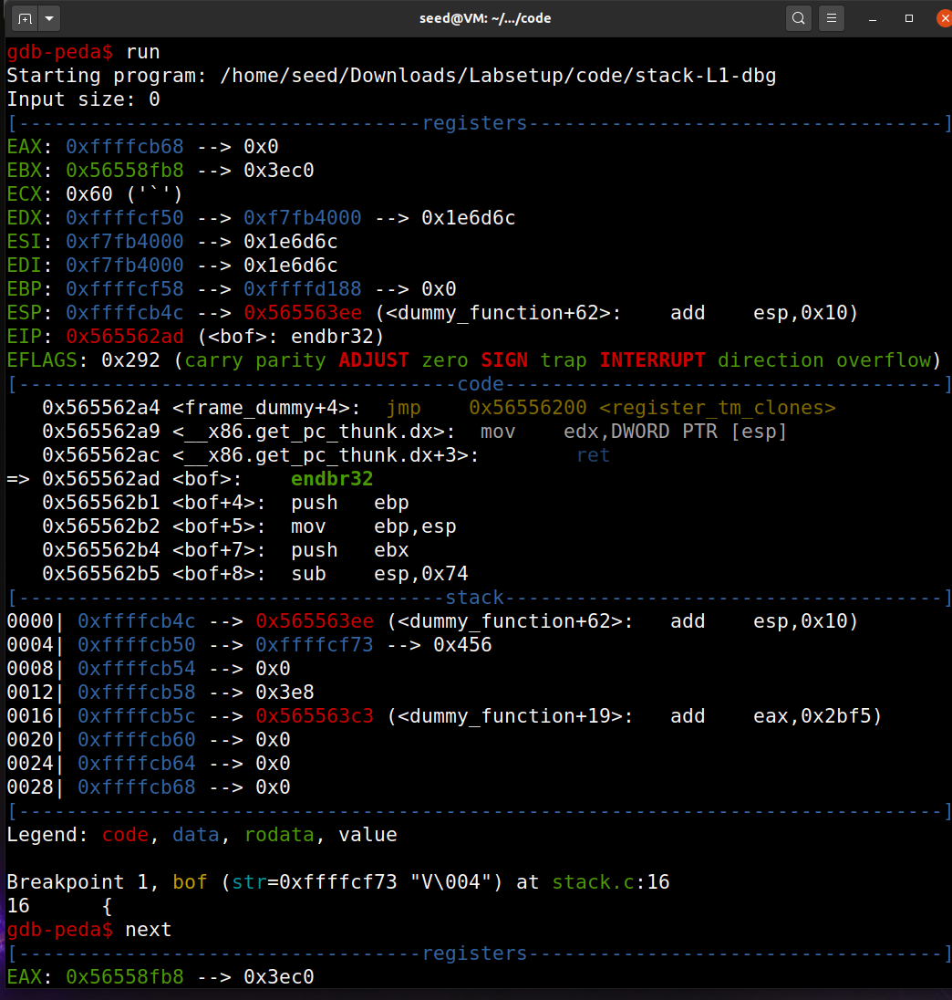 seed@VM: ~/.../code
gdb-peda$ run
Starting program: /home/seed/Downloads/Labsetup/code/stack-L1-dbg
Input size: 0
[----------------------------------registers-----------------------------------]
EAX: 0xffffcb68 --> 0x0
EBX: 0x56558fb8 --> 0x3ec0
ECX: 0x60 ('`')
EDX: 0xffffcf50 --> 0xf7fb4000 --> 0x1e6d6c
ESI: 0xf7fb4000 --> 0x1e6d6c
EDI: 0xf7fb4000 --> 0x1e6d6c
EBP: 0xffffcf58 --> 0xffffd188 --> 0x0
ESP: 0xffffcb4c --> 0x565563ee (<dummy_function+62>:    add    esp,0x10)
EIP: 0x565562ad (<bof>: endbr32)
EFLAGS: 0x292 (carry parity ADJUST zero SIGN trap INTERRUPT direction overflow)
[-------------------------------------code-------------------------------------]
   0x565562a4 <frame_dummy+4>:  jmp    0x56556200 <register_tm_clones>
   0x565562a9 <__x86.get_pc_thunk.dx>:  mov    edx,DWORD PTR [esp]
   0x565562ac <__x86.get_pc_thunk.dx+3>:        ret
=> 0x565562ad <bof>:    endbr32
   0x565562b1 <bof+4>:  push   ebp
   0x565562b2 <bof+5>:  mov    ebp,esp
   0x565562b4 <bof+7>:  push   ebx
   0x565562b5 <bof+8>:  sub    esp,0x74
[------------------------------------stack-------------------------------------]
0000| 0xffffcb4c --> 0x565563ee (<dummy_function+62>:   add    esp,0x10)
0004| 0xffffcb50 --> 0xffffcf73 --> 0x456
0008| 0xffffcb54 --> 0x0
0012| 0xffffcb58 --> 0x3e8
0016| 0xffffcb5c --> 0x565563c3 (<dummy_function+19>:   add    eax,0x2bf5)
0020| 0xffffcb60 --> 0x0
0024| 0xffffcb64 --> 0x0
0028| 0xffffcb68 --> 0x0
[------------------------------------------------------------------------------]
Legend: code, data, rodata, value
Breakpoint 1, bof (str=0xffffcf73 "V\004") at stack.c:16
16      {
gdb-peda$ next
[----------------------------------registers-----------------------------------]
EAX: 0x56558fb8 --> 0x3ec0